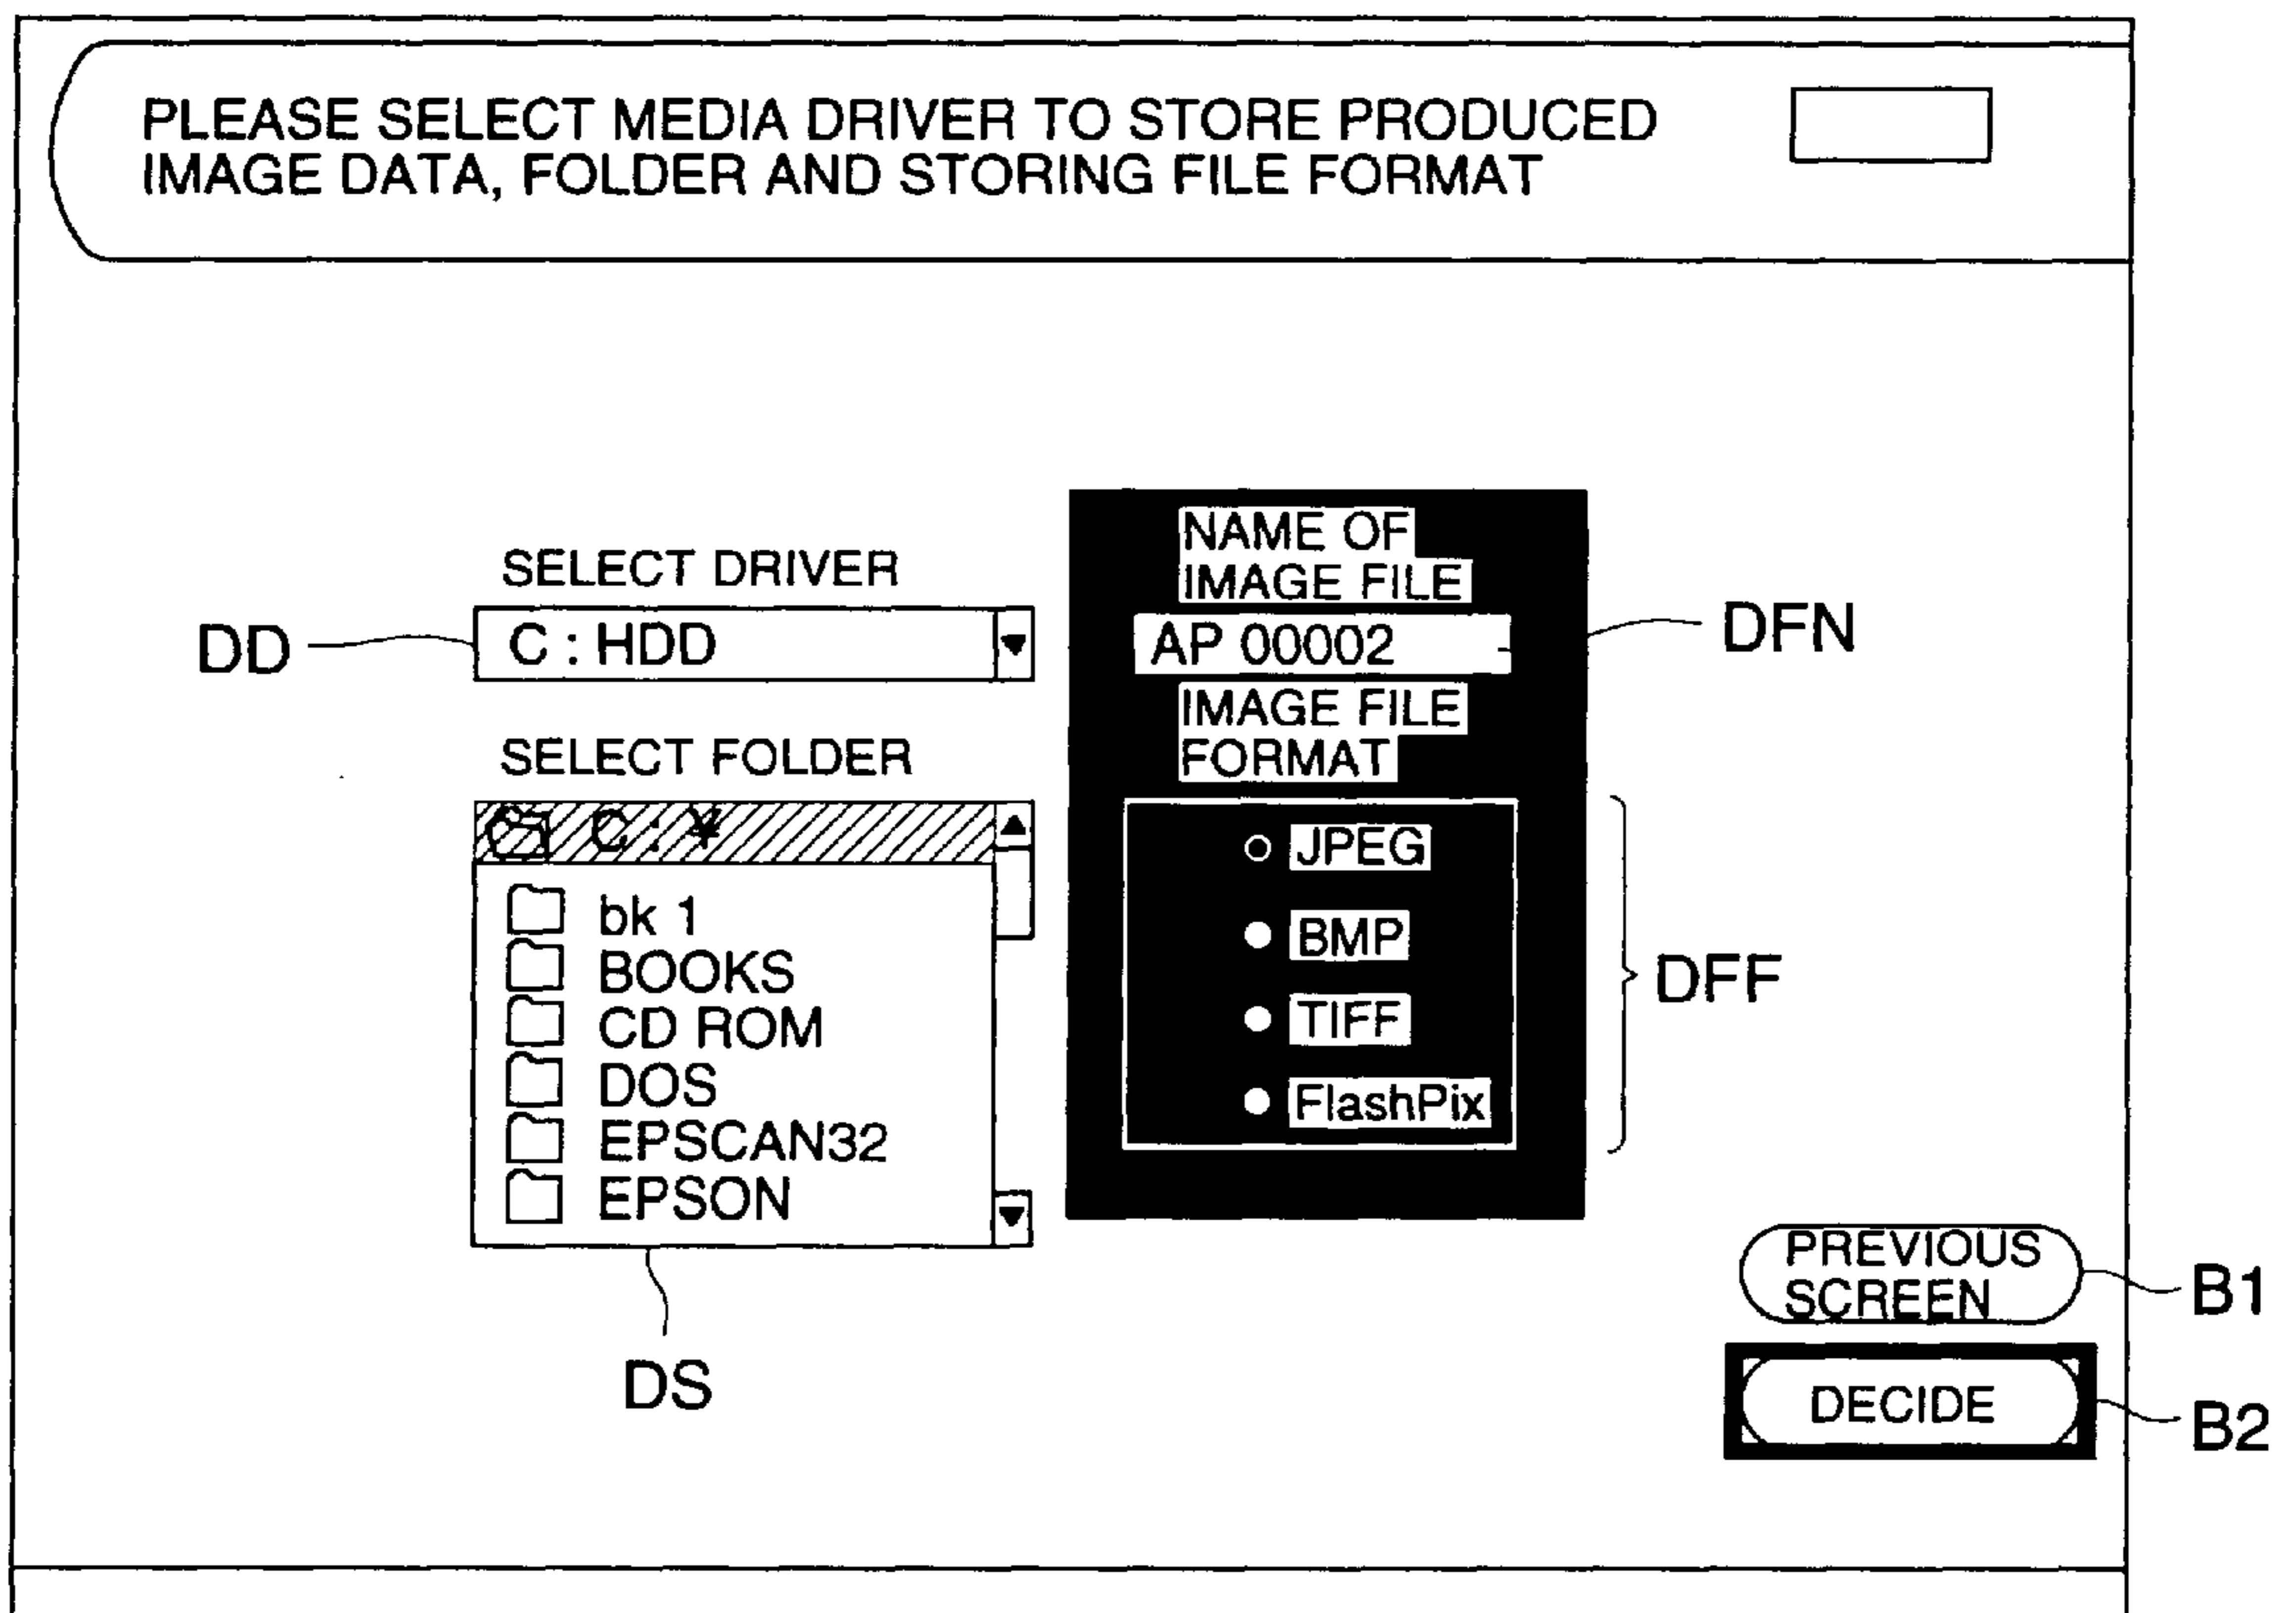 PLEASE SELECT MEDIA DRIVER TO STORE PRODUCED
IMAGE DATA, FOLDER AND STORING FILE FORMAT
SELECT DRIVER
DD
C : HDD
SELECT FOLDER
C : ¥
bk 1
BOOKS
CD ROM
DOS
EPSCAN32
EPSON
DS
NAME OF
IMAGE FILE
AP 00002
DFN
IMAGE FILE
FORMAT
JPEG
BMP
TIFF
FlashPix
DFF
PREVIOUS
SCREEN
B1
DECIDE
B2